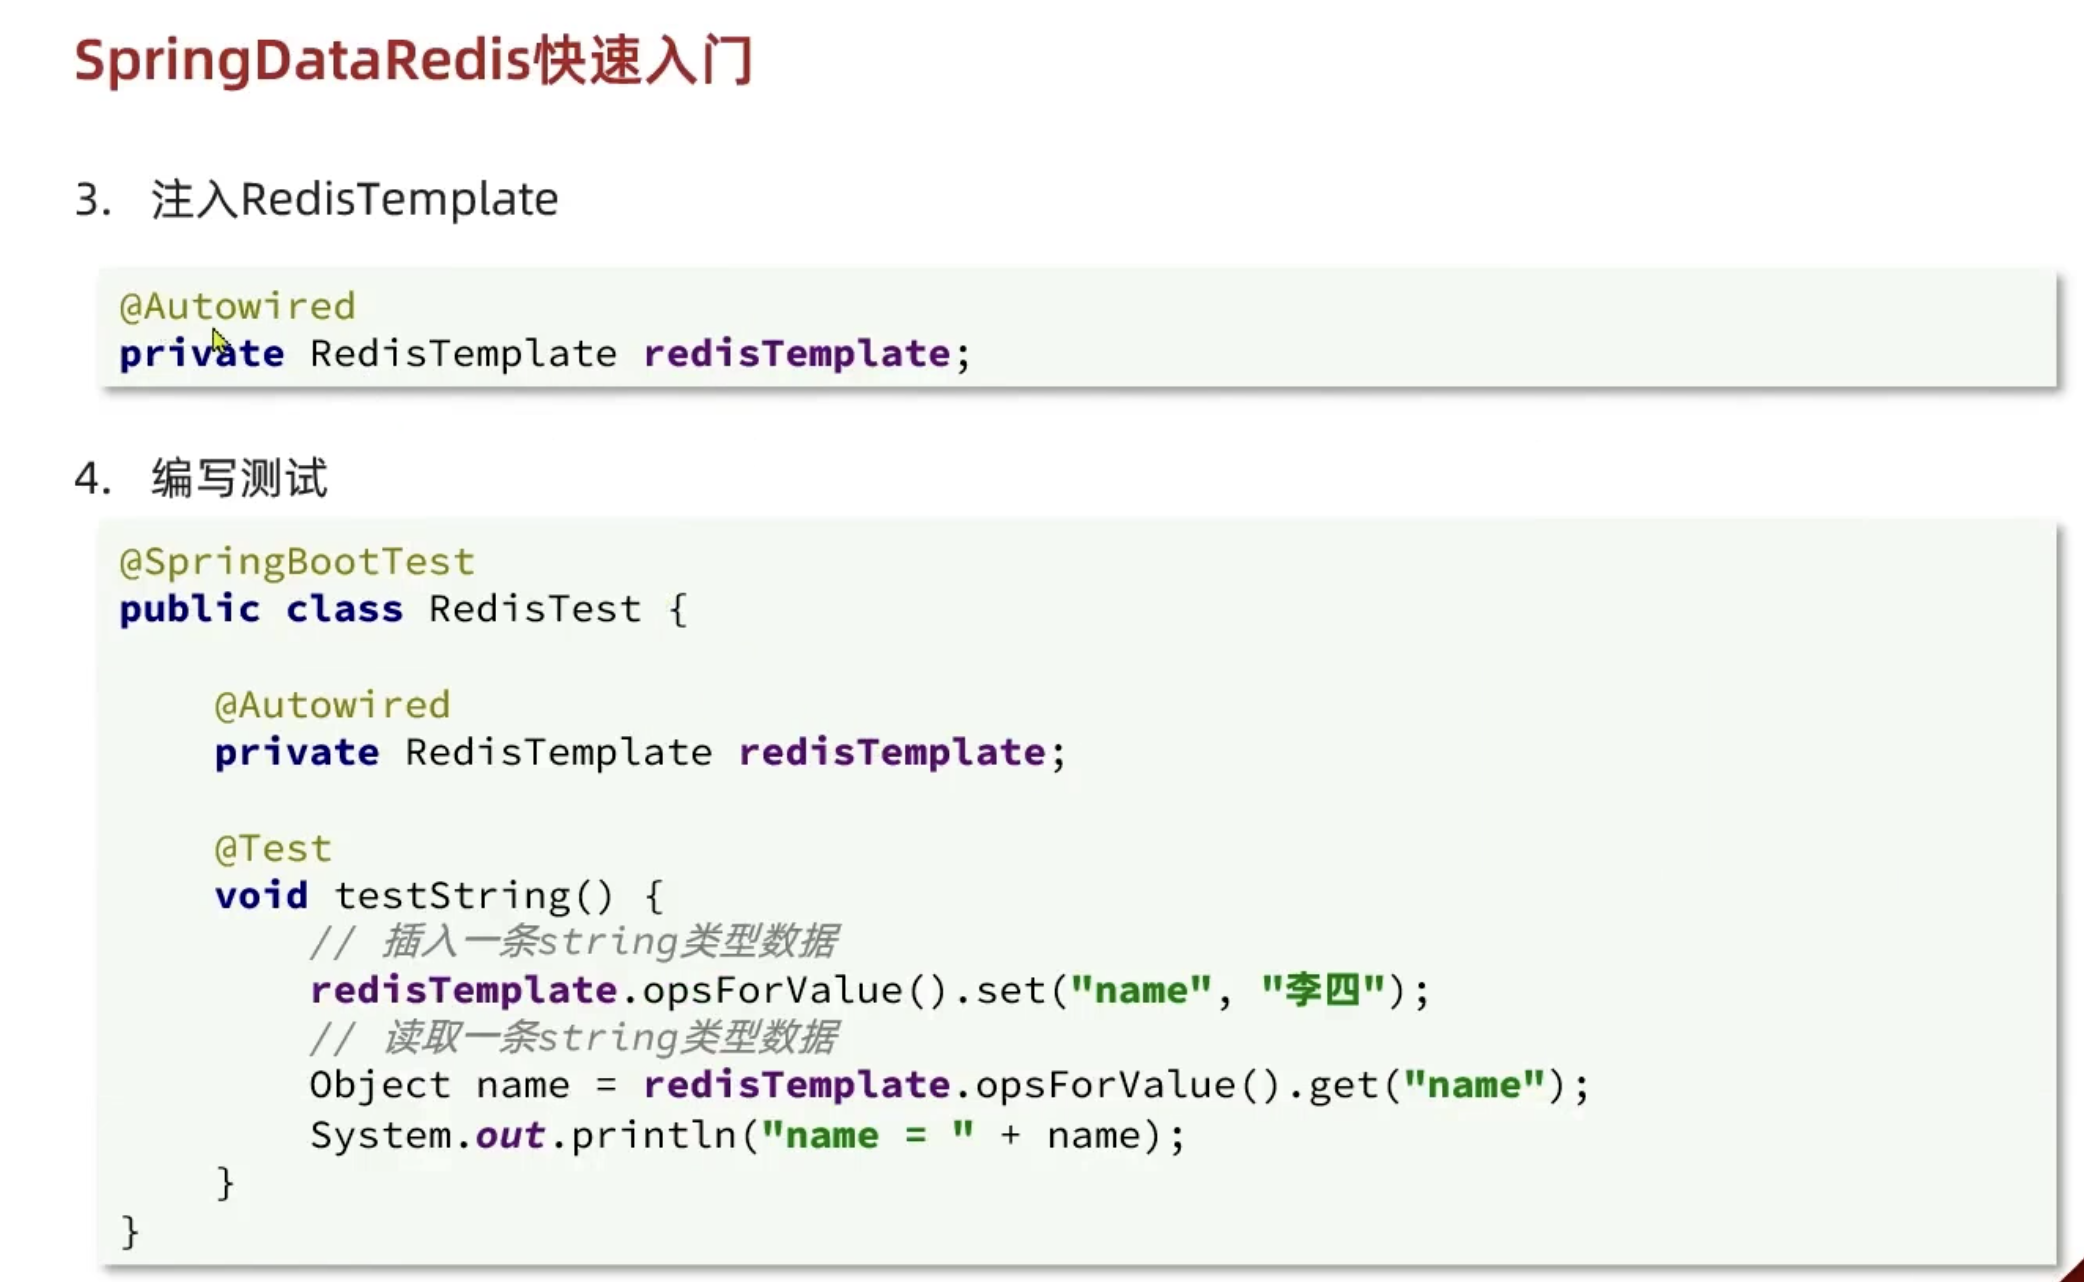 SpringDataRedis快速入门
3. 注入RedisTemplate
@Autowired
private RedisTemplate redisTemplate;
4. 编写测试
@SpringBootTest
public class RedisTest {
@Autowired
private RedisTemplate redisTemplate;
@Test
void testString() {
// 插入一条string类型数据
redisTemplate.opsForValue().set("name", "李四");
// 读取一条string类型数据
Object name = redisTemplate.opsForValue().get("name");
System.out.println("name = " + name);
}
}